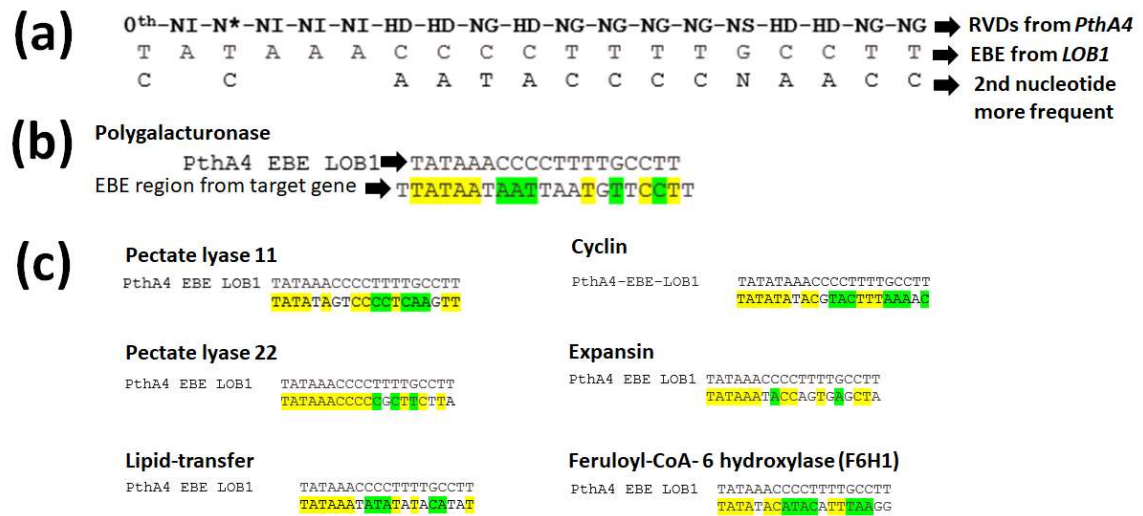 (a)
0th-NI-N*-NI-NI-NI-HD-HD-NG-HD-NG-NG-NG-NS-HD-HD-NG-NG RVDs from PthA4
T A T A A A C C C C T T T T G C C T T EBE from LOB1
C C A A T A C C C C N A A C C 2nd nucleotide
more frequent
(b)
Polygalacturonase
PthA4 EBE LOB1 TATAAACCCCTTTTGCCTT
EBE region from target gene TTATAATAATTAATGTTCCTT
(c)
Pectate lyase 11
PthA4 EBE LOB1 TATAAACCCCTTTTGCCTT
TATATAGTCCCCTCAAGTT
Cyclin
PthA4-EBE-LOB1 TATATAAACCCCTTTTGCCTT
TATATATACGTACTTTAAAAC
Pectate lyase 22
PthA4 EBE LOB1 TATAAACCCCTTTTGCCTT
TATAAACCCCCGCTTCTTA
Expansin
PthA4 EBE LOB1 TATAAACCCCTTTTGCCTT
TATAAATACCAGTGAGCTA
Lipid-transfer
PthA4 EBE LOB1 TATAAACCCCTTTTGCCTT
TATAAATATATATACATAT
Feruloyl-CoA- 6 hydroxylase (F6H1)
PthA4 EBE LOB1 TATAAACCCCTTTTGCCTT
TATATACATACATTTAAGG